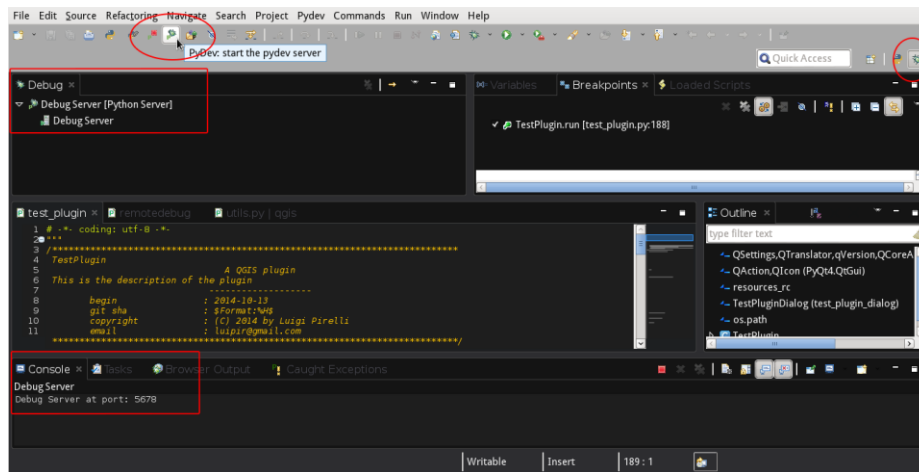 File Edit Source Refactoring Navigate Search Project Pydev Commands Run Window Help
PyDev: start the pydev server
Quick Access
Debug
Variables Breakpoints Loaded Scripts
Debug Server [Python Server]
Debug Server
TestPlugin.run [test_plugin.py:188]
test_plugin remotedebug utils.py | qgis
Outline
type filter text
1 # -*- coding: utf-8 -*-
2 """
3 /***************************************************************************
4 TestPlugin
5 A QGIS plugin
6 This is the description of the plugin
7 -------------------
8 begin : 2014-10-13
9 git sha : $Format:%H$
10 copyright : (C) 2014 by Luigi Pirelli
11 email : luipir@gmail.com
***************************************************************************/
QSettings,QTranslator,qVersion,QCoreA
QAction,QIcon (PyQt4.QtGui)
resources_rc
TestPluginDialog (test_plugin_dialog)
os.path
TestPlugin
Console Tasks Browser Output Caught Exceptions
Debug Server
Debug Server at port: 5678
Writable Insert 189 : 1